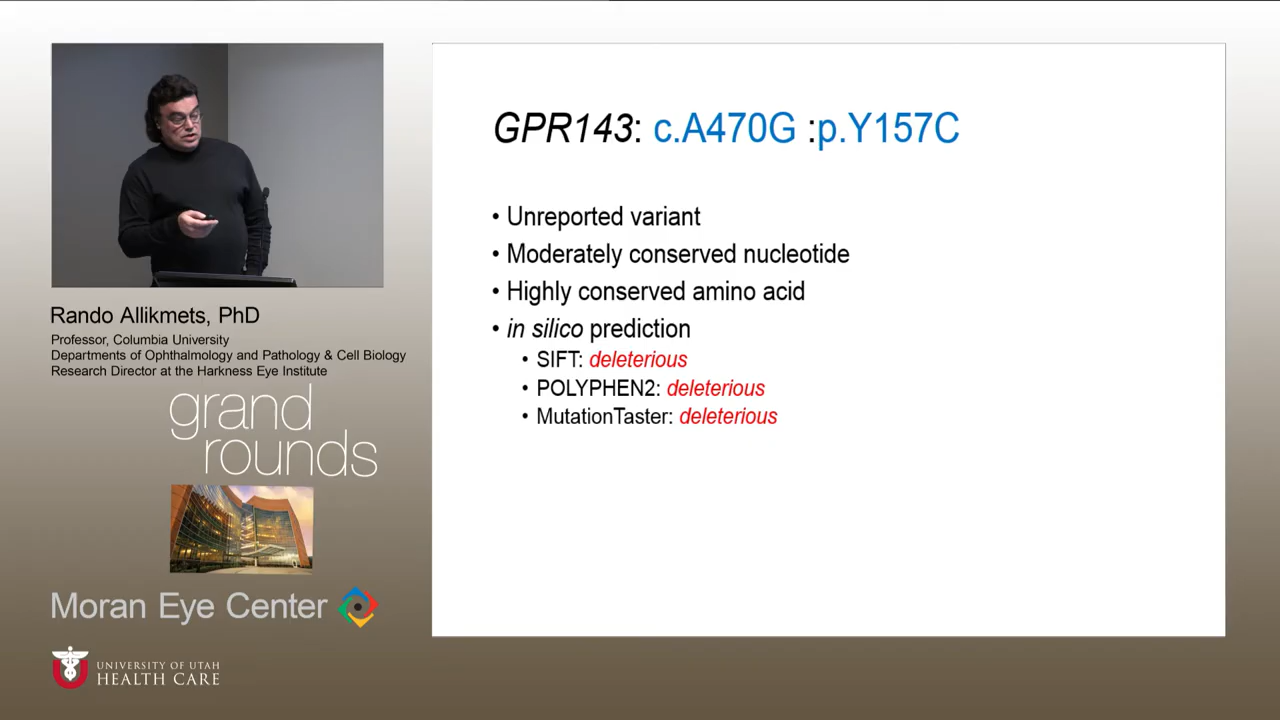 GPR143: c.A470G :p.Y157C
• Unreported variant
• Moderately conserved nucleotide
• Highly conserved amino acid
• in silico prediction
• SIFT: deleterious
• POLYPHEN2: deleterious
• MutationTaster: deleterious
Rando Allikmets, PhD
Professor, Columbia University
Departments of Ophthalmology and Pathology & Cell Biology
Research Director at the Harkness Eye Institute
grand
rounds
Moran Eye Center
UNIVERSITY OF UTAH
HEALTH CARE